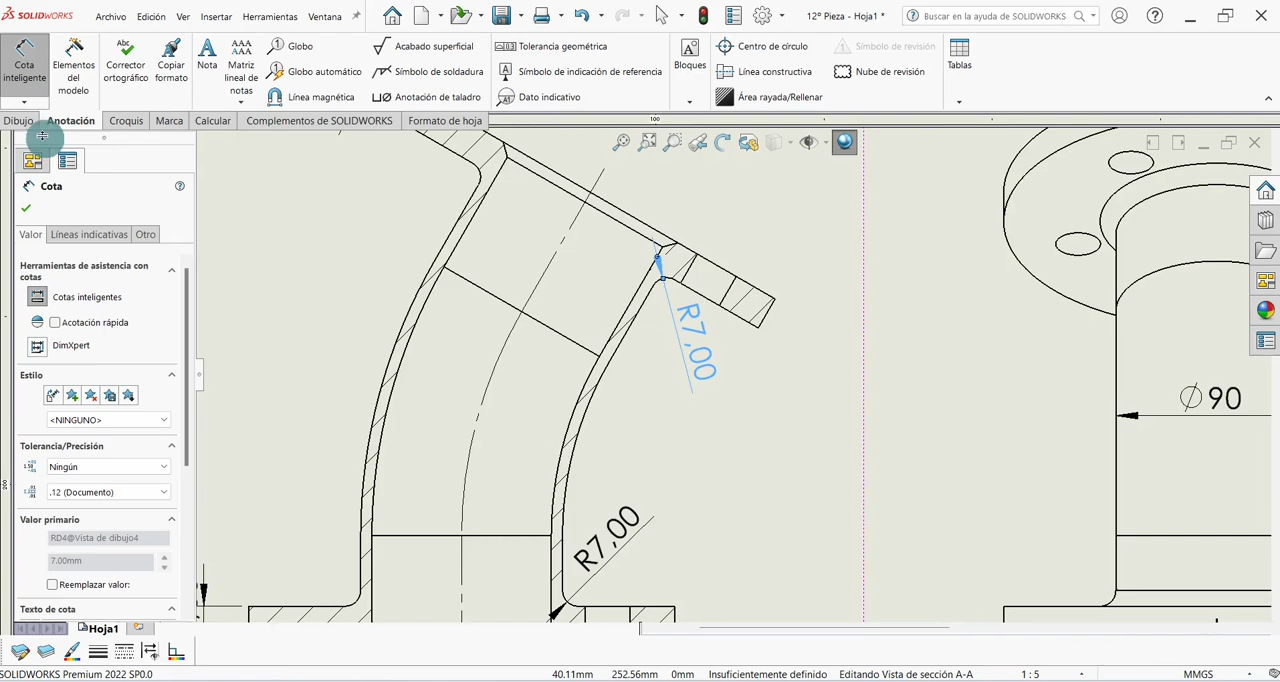 SOLIDWORKS
Archivo
Edición
Ver
Insertar
Herramientas
Ventana
12º Pieza - Hoja1 *
Buscar en la ayuda de SOLIDWORKS
Cota inteligente
Elementos del modelo
Corrector ortográfico
Copiar formato
Nota
Matriz lineal de notas
Globo
Globo automático
Línea magnética
Acabado superficial
Símbolo de soldadura
Anotación de taladro
Tolerancia geométrica
Símbolo de indicación de referencia
Dato indicativo
Bloques
Centro de círculo
Línea constructiva
Área rayada/Rellenar
Símbolo de revisión
Nube de revisión
Tablas
Dibujo
Anotación
Croquis
Marca
Calcular
Complementos de SOLIDWORKS
Formato de hoja
100
Cota
Valor
Líneas indicativas
Otro
Herramientas de asistencia con cotas
Cotas inteligentes
Acotación rápida
DimXpert
Estilo
<NINGUNO>
Tolerancia/Precisión
Ningún
.12 (Documento)
Valor primario
RD4@Vista de dibujo4
7.00mm
Reemplazar valor:
Texto de cota
R7,00
R7,00
90
Hoja1
SOLIDWORKS Premium 2022 SP0.0
40.11mm
252.56mm
0mm
Insuficientemente definido
Editando Vista de sección A-A
1 : 5
MMGS